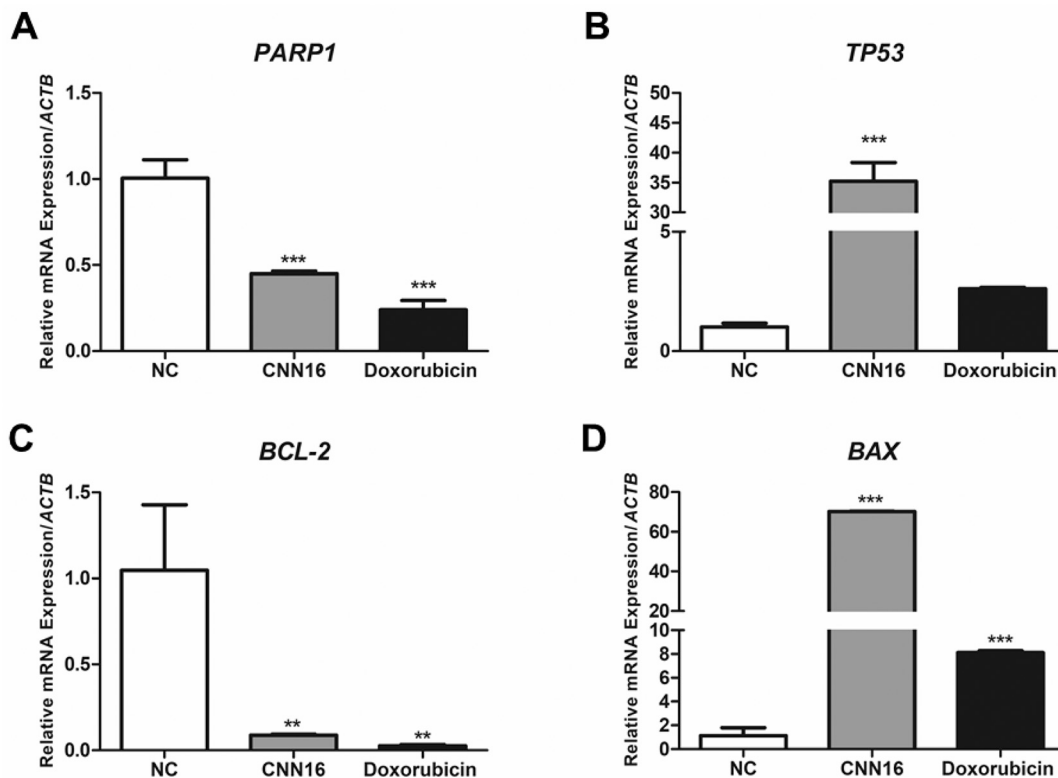 A
PARP1
Relative mRNA Expression/ACTB
1.5
1.0
0.5
0.0
***
***
NC
CNN16
Doxorubicin
B
TP53
Relative mRNA Expression/ACTB
50
45
40
35
30
5
0
***
NC
CNN16
Doxorubicin
C
BCL-2
Relative mRNA Expression/ACTB
1.5
1.0
0.5
0.0
**
**
NC
CNN16
Doxorubicin
D
BAX
Relative mRNA Expression/ACTB
80
60
40
20
10
8
6
4
2
0
***
***
NC
CNN16
Doxorubicin